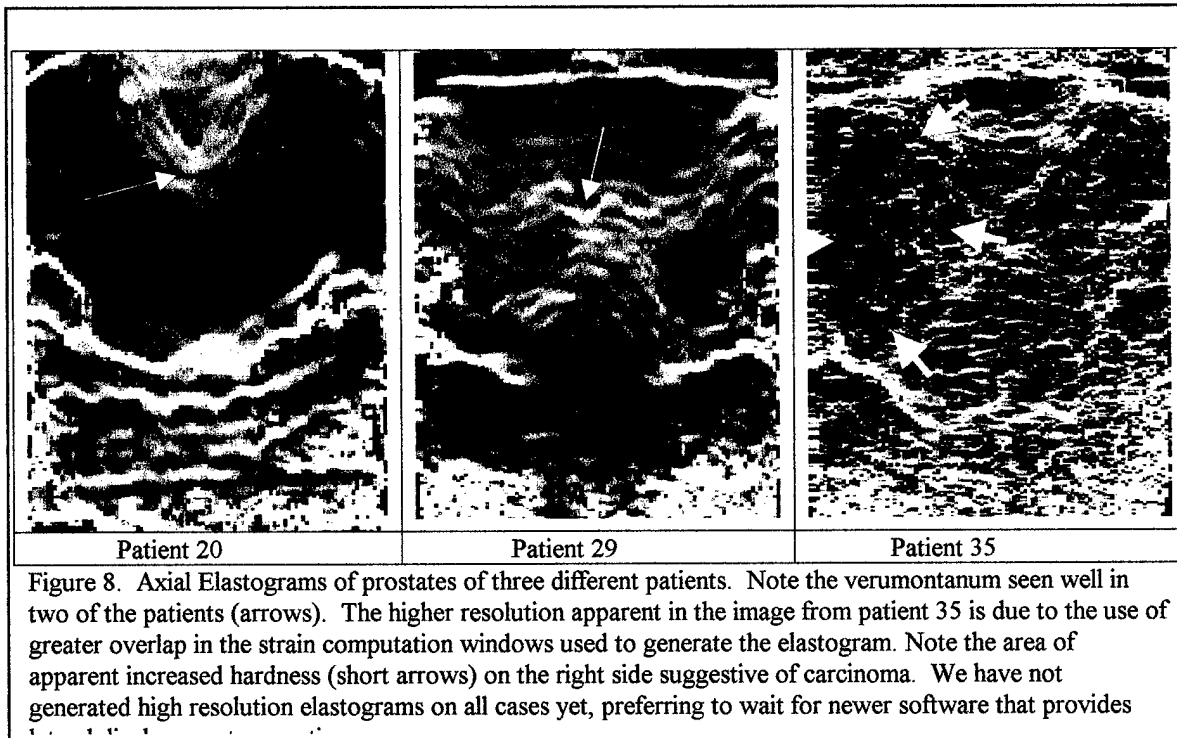 Patient 20
Patient 29
Patient 35
Figure 8. Axial Elastograms of prostates of three different patients. Note the verumontanum seen well in
two of the patients (arrows). The higher resolution apparent in the image from patient 35 is due to the use of
greater overlap in the strain computation windows used to generate the elastogram. Note the area of
apparent increased hardness (short arrows) on the right side suggestive of carcinoma. We have not
generated high resolution elastograms on all cases yet, preferring to wait for newer software that provides